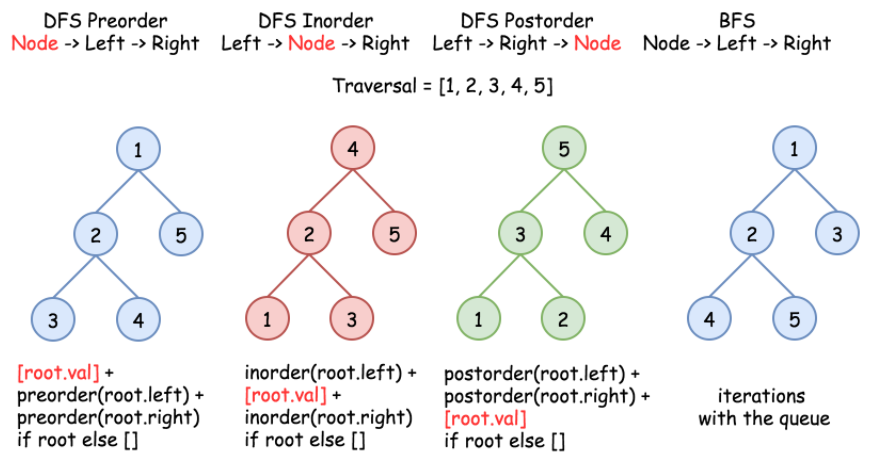 DFS Preorder
Node -> Left -> Right
DFS Inorder
Left -> Node -> Right
DFS Postorder
Left -> Right -> Node
BFS
Node -> Left -> Right
Traversal = [1, 2, 3, 4, 5]
1
2
5
3
4
4
2
5
1
3
5
3
4
1
2
1
2
3
4
5
[root.val] +
preorder(root.left) +
preorder(root.right)
if root else []
inorder(root.left) +
[root.val] +
inorder(root.right)
if root else []
postorder(root.left) +
postorder(root.right) +
[root.val]
if root else []
iterations
with the queue